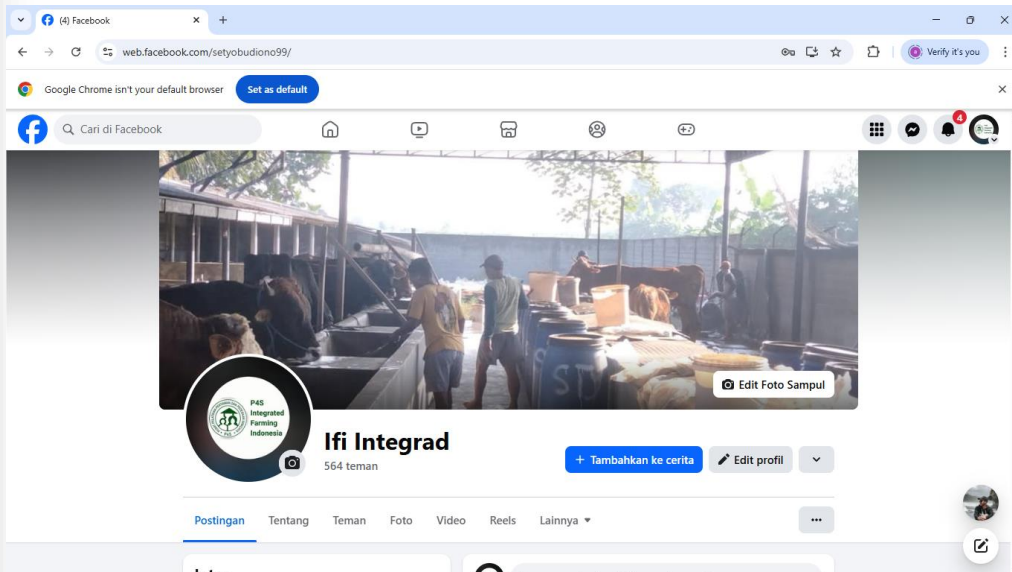 (4) Facebook
web.facebook.com/setyobudiono99/
Verify it's you
Google Chrome isn't your default browser
Set as default
Cari di Facebook
4
SD
Edit Foto Sampul
P4S
Integrated
Farming
Indonesia
Ifi Integrad
564 teman
+ Tambahkan ke cerita
Edit profil
Postingan Tentang Teman Foto Video Reels Lainnya